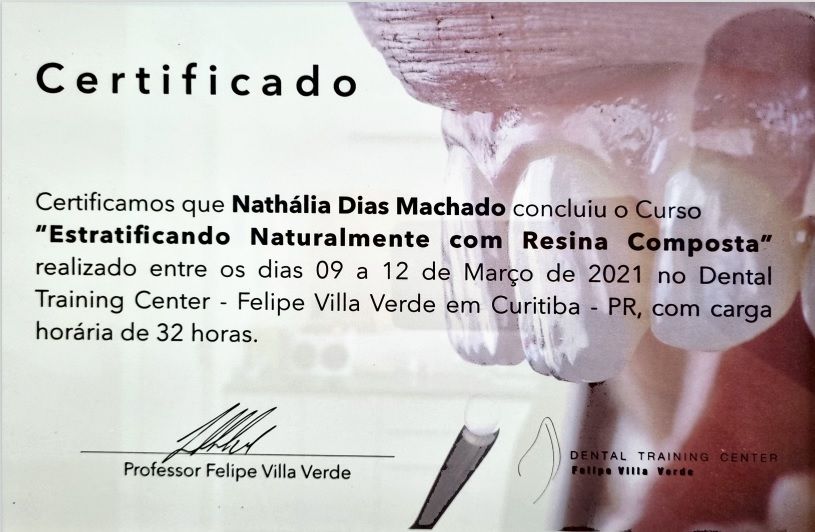 Certificado
Certificamos que Nathália Dias Machado concluiu o Curso
"Estratificando Naturalmente com Resina Composta"
realizado entre os dias 09 a 12 de Março de 2021 no Dental
Training Center - Felipe Villa Verde em Curitiba - PR, com carga
horária de 32 horas.
Professor Felipe Villa Verde
DENTAL TRAINING CENTER
Felipe Villa Verde